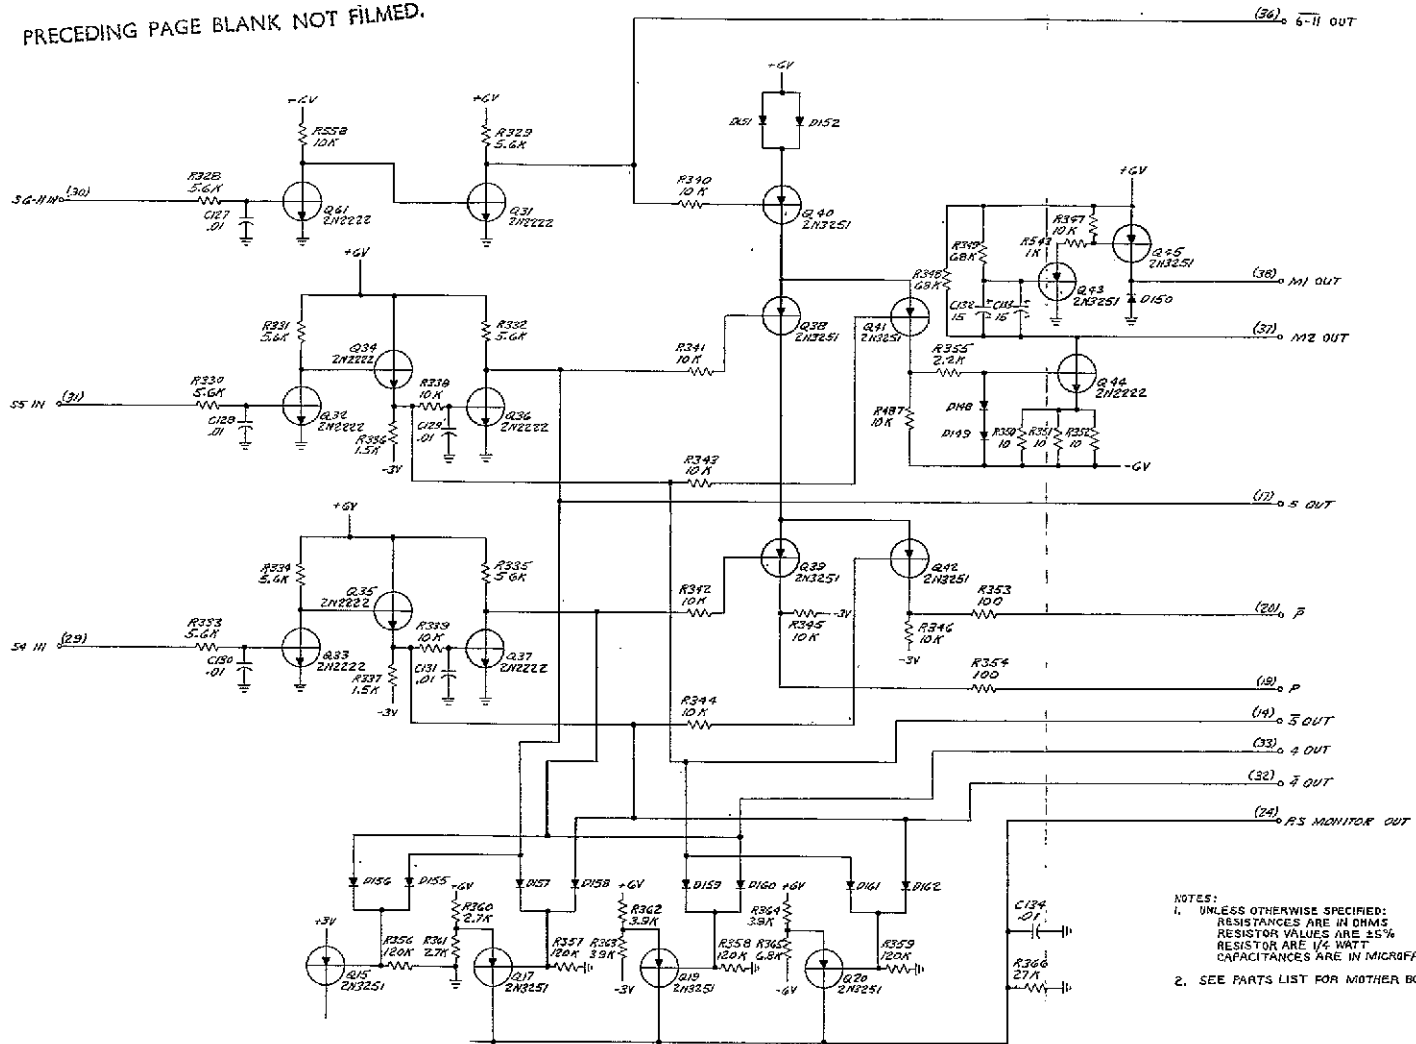 PRECEDING PAGE BLANK NOT FILMED.
(36) 6-11 OUT
+6V
D151 D152
+6V
R558
10K
+6V
R329
5.6K
R328
5.6K
(30)
C127
.01
Q61
2N2222
Q31
2N2222
R340
10K
Q40
2N3251
+6V
+6V
R349
68K
R348
68K
R347
10K
R543
1K
Q45
2N3251
Q43
2N3251
C132
15
C133
15
D150
(38) M1 OUT
(37) M2 OUT
R331
5.6K
Q34
2N2222
R332
5.6K
R341
10K
Q38
2N3251
Q41
2N3251
R355
2.2K
Q44
2N2222
S5 IN (31)
R330
5.6K
C128
.01
Q32
2N2222
R338
10K
C129
.01
Q36
2N2222
R336
1.5K
-3V
R487
10K
D148
D149
R350
10
R351
10
R352
10
-6V
R343
10K
(17) 5 OUT
+6V
R334
5.6K
Q35
2N2222
R335
5.6K
R342
10K
Q39
2N3251
Q42
2N3251
-3V
R345
10K
R346
10K
-3V
R353
100
(20) P̅
S4 IN (29)
R333
5.6K
C130
.01
Q33
2N2222
R339
10K
C131
.01
Q37
2N2222
R337
1.5K
-3V
R354
100
(19) P
R344
10K
(14) 5̅ OUT
(33) 4 OUT
(32) 4̅ OUT
(24) RS MONITOR OUT
D156 D155 D157 D158 D159 D160 D161 D162
+3V
Q15
2N3251
R356
120K
+6V
R360
2.7K
R361
2.7K
Q17
2N3251
R357
120K
+6V
R362
3.9K
R363
3.9K
-3V
Q19
2N3251
R358
120K
+6V
R364
3.9K
R365
6.8K
-6V
Q20
2N3251
R359
120K
C134
.01
R366
27K
NOTES:
1. UNLESS OTHERWISE SPECIFIED:
RESISTANCES ARE IN OHMS
RESISTOR VALUES ARE ±5%
RESISTOR ARE 1/4 WATT
CAPACITANCES ARE IN MICROF
2. SEE PARTS LIST FOR MOTHER BO